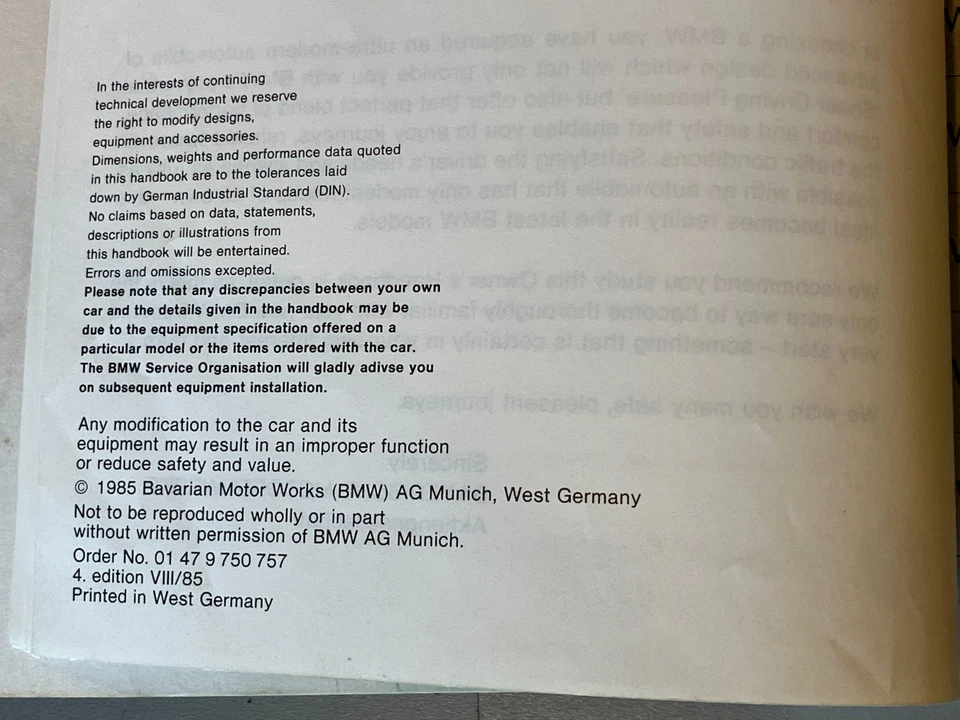 In the interests of continuing
technical development we reserve
the right to modify designs,
equipment and accessories.
Dimensions, weights and performance data quoted
in this handbook are to the tolerances laid
down by German Industrial Standard (DIN).
No claims based on data, statements,
descriptions or illustrations from
this handbook will be entertained.
Errors and omissions excepted.
Please note that any discrepancies between your own
car and the details given in the handbook may be
due to the equipment specification offered on a
particular model or the items ordered with the car.
The BMW Service Organisation will gladly adivse you
on subsequent equipment installation.
Any modification to the car and its
equipment may result in an improper function
or reduce safety and value.
© 1985 Bavarian Motor Works (BMW) AG Munich, West Germany
Not to be reproduced wholly or in part
without written permission of BMW AG Munich.
Order No. 01 47 9 750 757
4. edition VIII/85
Printed in West Germany